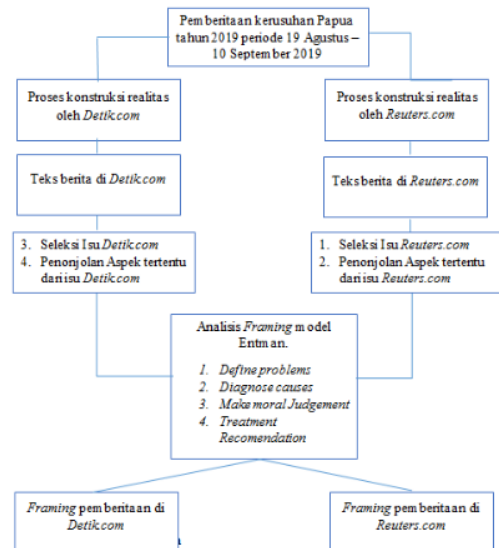 Pemberitaan kerusuhan Papua
tahun 2019 periode 19 Agustus –
10 September 2019
Proses konstruksi realitas
oleh Detik.com
Proses konstruksi realitas
oleh Reuters.com
Teks berita di Detik.com
Teks berita di Reuters.com
3. Seleksi Isu Detik.com
4. Penonjolan Aspek tertentu
dari isu Detik.com
1. Seleksi Isu Reuters.com
2. Penonjolan Aspek tertentu
dari isu Reuters.com
Analisis Framing model
Entman.
1. Define problems
2. Diagnose causes
3. Make moral Judgement
4. Treatment
Recomendation
Framing pemberitaan di
Detik.com
Framing pemberitaan di
Reuters.com